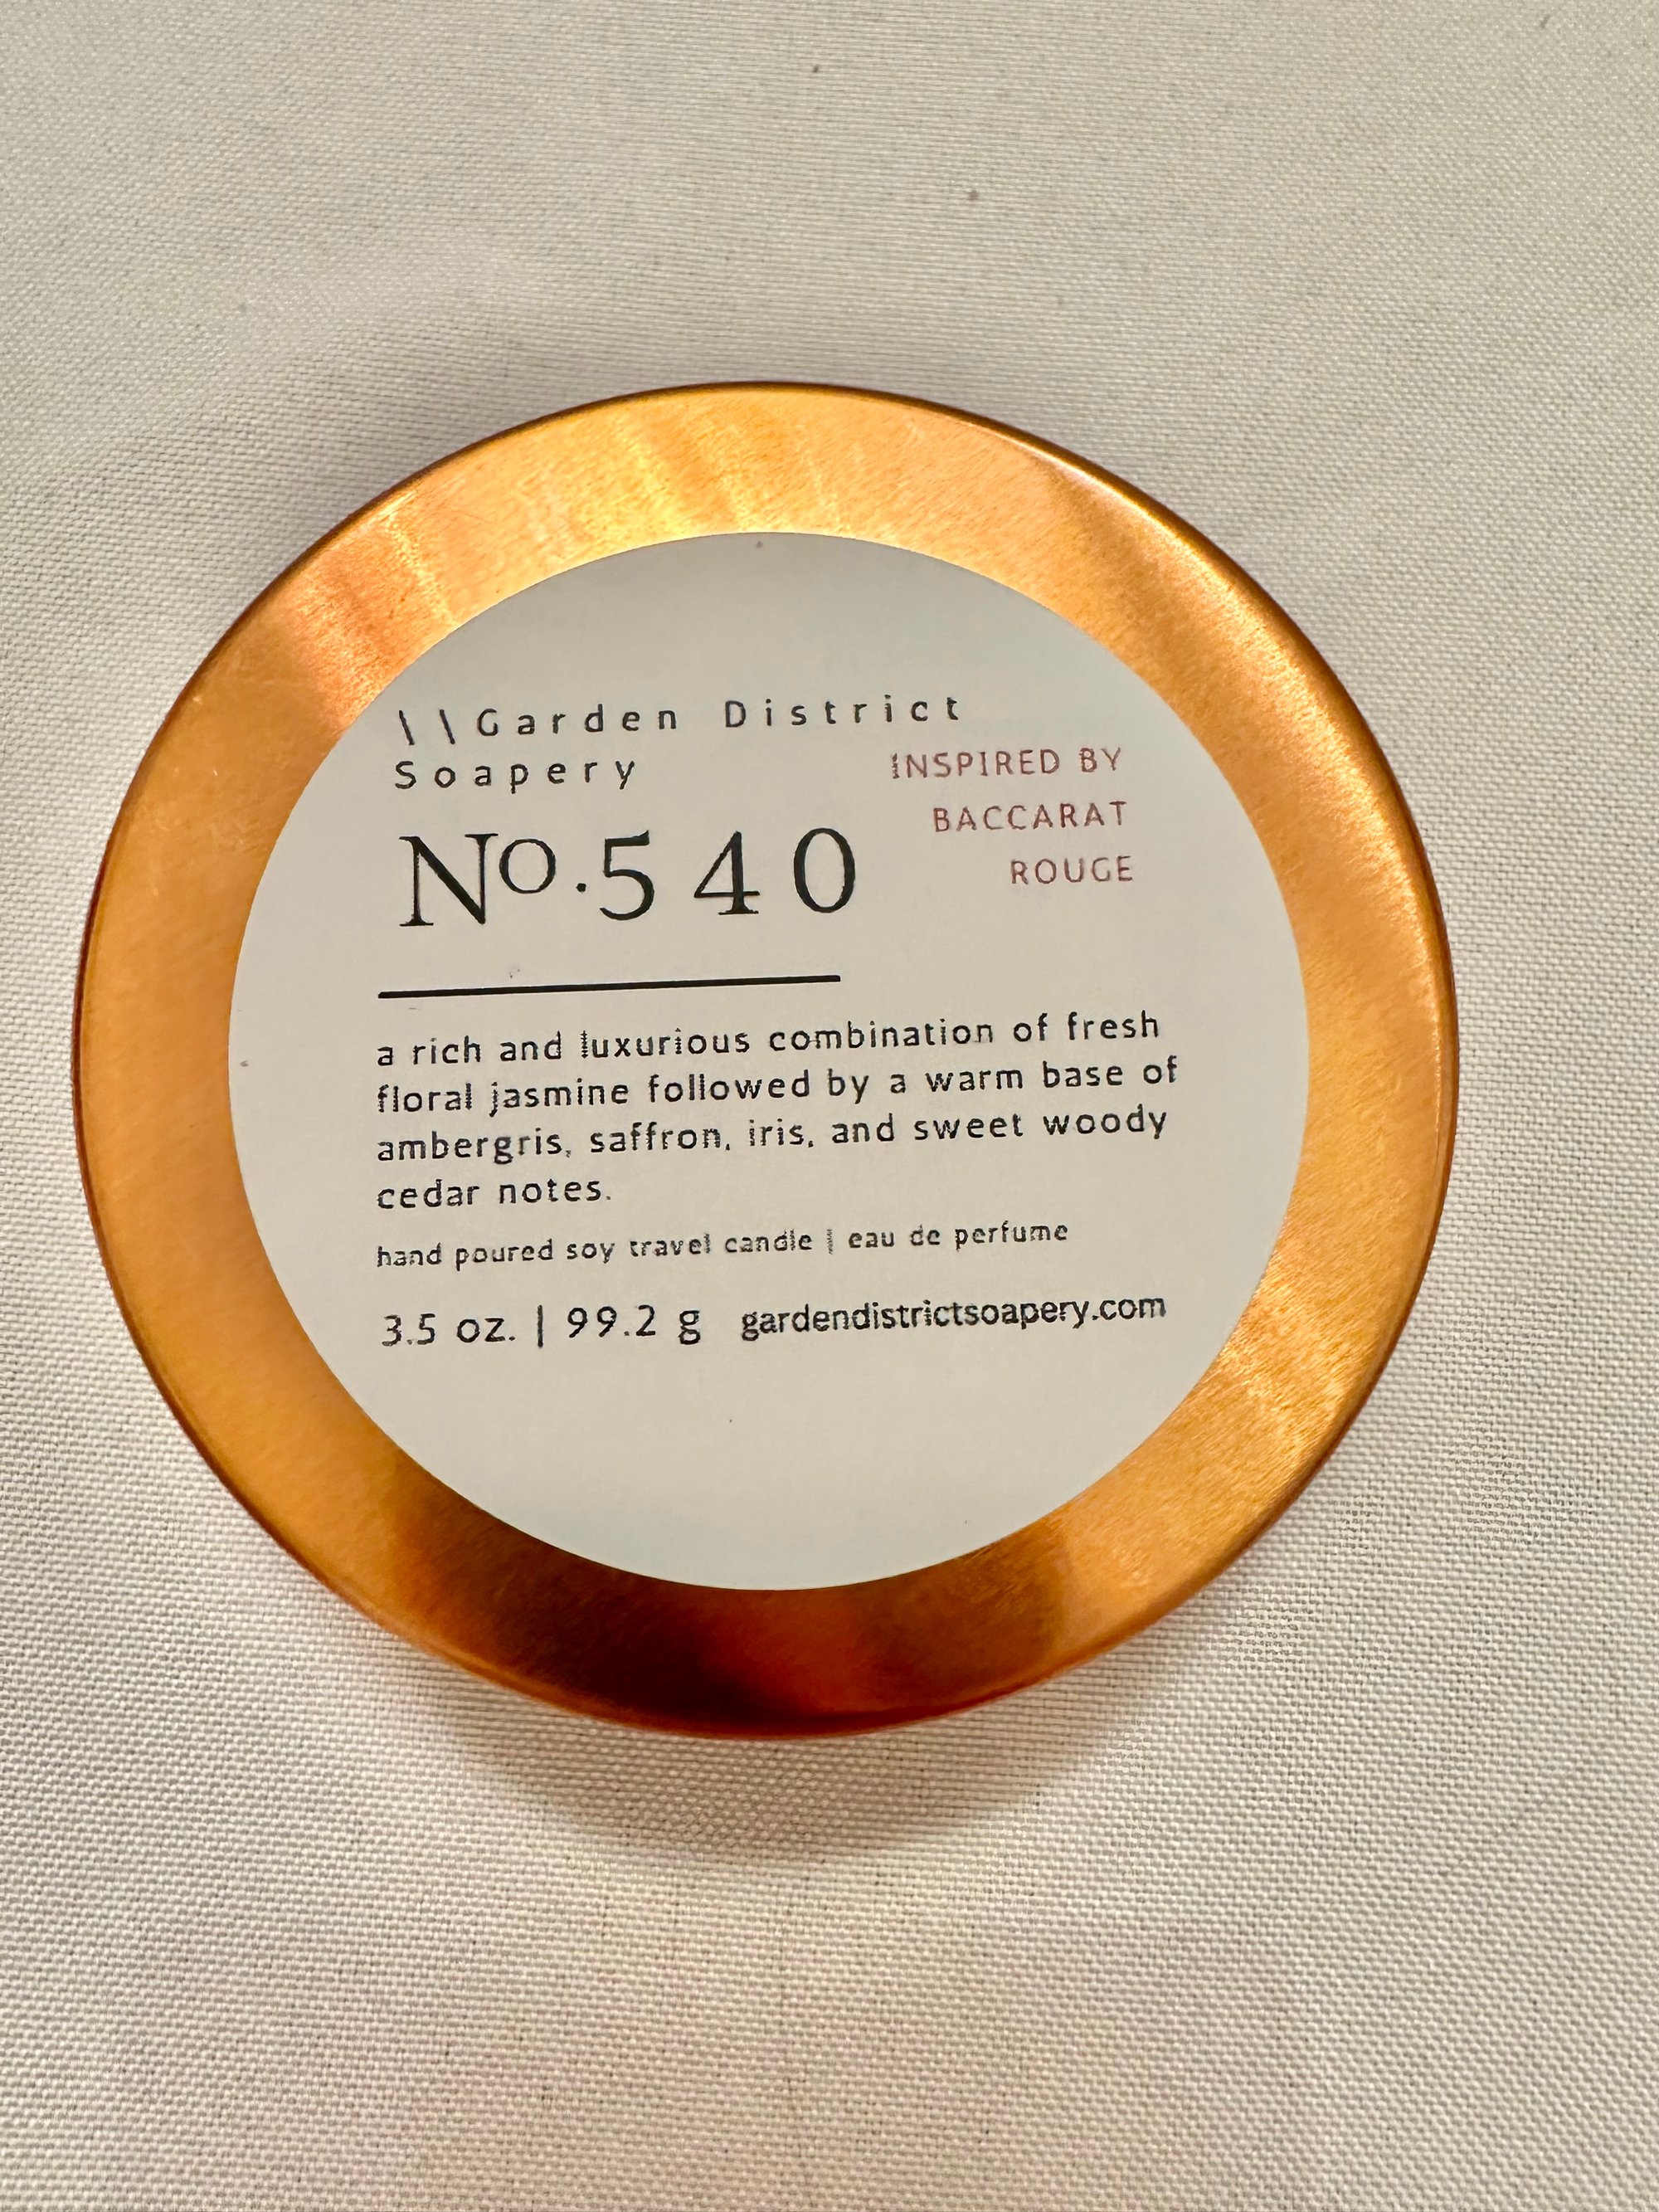 \\Garden District
Soapery
INSPIRED BY
BACCARAT
ROUGE
No.540
a rich and luxurious combination of fresh
floral jasmine followed by a warm base of
ambergris, saffron, iris, and sweet woody
cedar notes.
hand poured soy travel candle | eau de perfume
3.5 oz. | 99.2 g gardendistrictsoapery.com